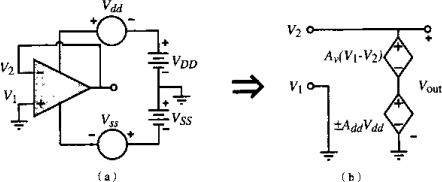 V_dd
V_2
V_1
V_DD
V_SS
V_ss
(a)
V_2
V_1
A_v(V_1-V_2)
±A_dd V_dd
V_out
(b)